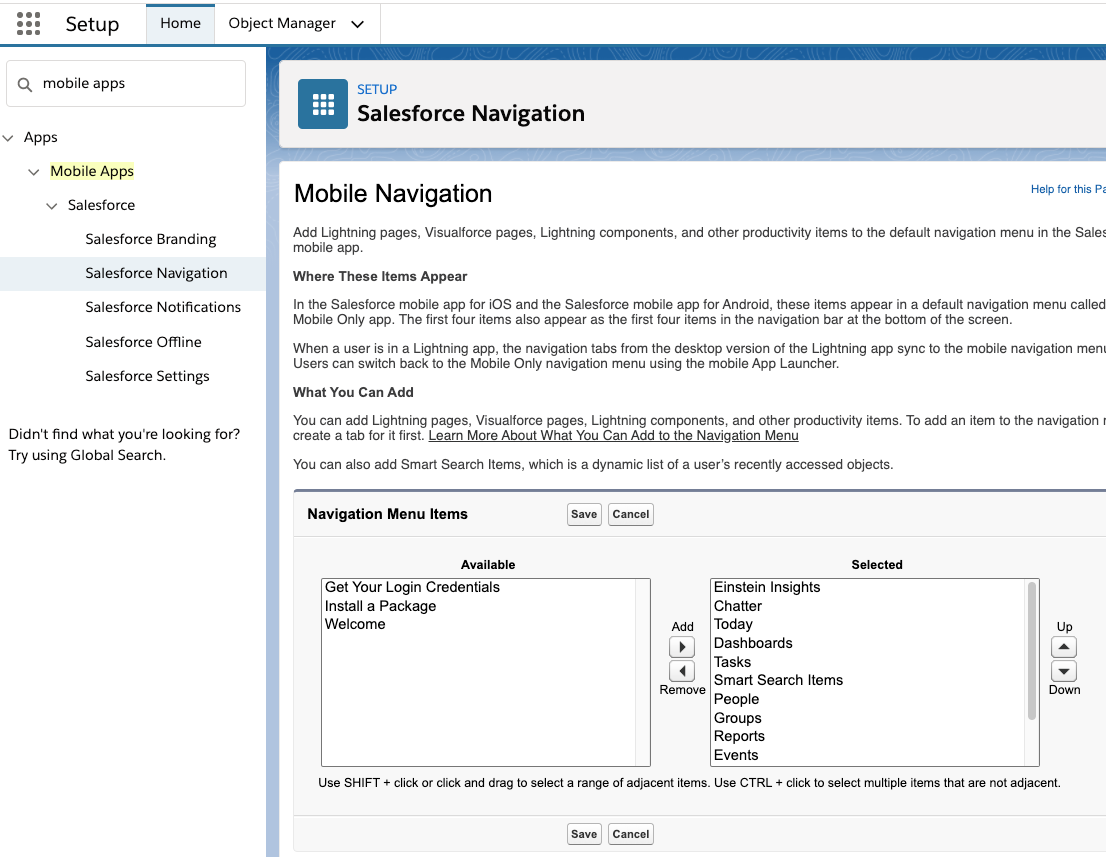 Setup
Home
Object Manager
mobile apps
Apps
Mobile Apps
Salesforce
Salesforce Branding
Salesforce Navigation
Salesforce Notifications
Salesforce Offline
Salesforce Settings
Didn't find what you're looking for?
Try using Global Search.
SETUP
Salesforce Navigation
Mobile Navigation
Help for this Pa
Add Lightning pages, Visualforce pages, Lightning components, and other productivity items to the default navigation menu in the Sales
mobile app.
Where These Items Appear
In the Salesforce mobile app for iOS and the Salesforce mobile app for Android, these items appear in a default navigation menu called
Mobile Only app. The first four items also appear as the first four items in the navigation bar at the bottom of the screen.
When a user is in a Lightning app, the navigation tabs from the desktop version of the Lightning app sync to the mobile navigation menu
Users can switch back to the Mobile Only navigation menu using the mobile App Launcher.
What You Can Add
You can add Lightning pages, Visualforce pages, Lightning components, and other productivity items. To add an item to the navigation
create a tab for it first. Learn More About What You Can Add to the Navigation Menu
You can also add Smart Search Items, which is a dynamic list of a user's recently accessed objects.
Navigation Menu Items
Save
Cancel
Available
Get Your Login Credentials
Install a Package
Welcome
Add
Remove
Selected
Einstein Insights
Chatter
Today
Dashboards
Tasks
Smart Search Items
People
Groups
Reports
Events
Up
Down
Use SHIFT + click or click and drag to select a range of adjacent items. Use CTRL + click to select multiple items that are not adjacent.
Save
Cancel